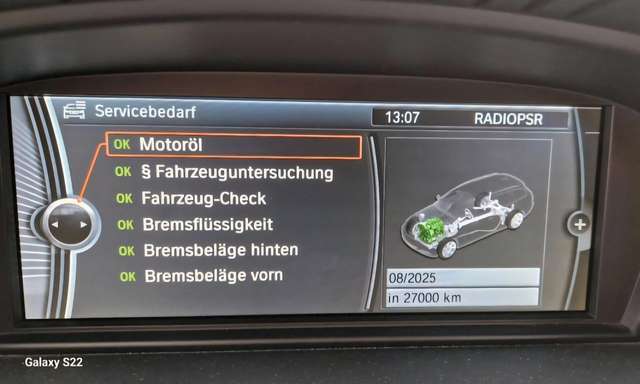 Servicebedarf
13:07 RADIOPSR
OK Motoröl
OK § Fahrzeuguntersuchung
OK Fahrzeug-Check
OK Bremsflüssigkeit
OK Bremsbeläge hinten
OK Bremsbeläge vorn
08/2025
in 27000 km
Galaxy S22